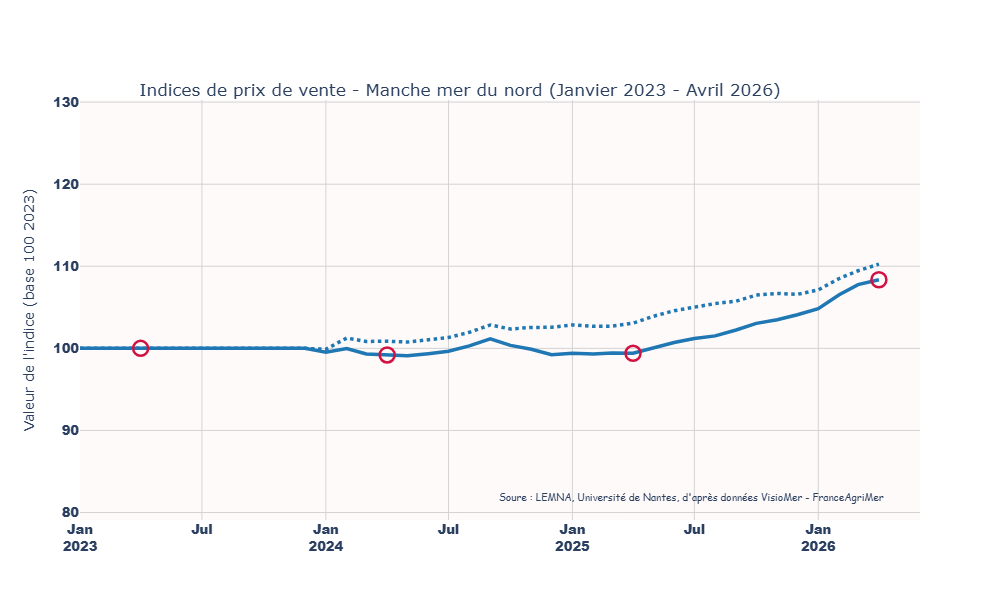 Indices de prix de vente - Manche mer du nord (Janvier 2023 - Avril 2026)
Valeur de l'indice (base 100 2023)
130
120
110
100
90
80
Soure : LEMNA, Université de Nantes, d'après données VisioMer - FranceAgriMer
Jan
2023
Jul
Jan
2024
Jul
Jan
2025
Jul
Jan
2026